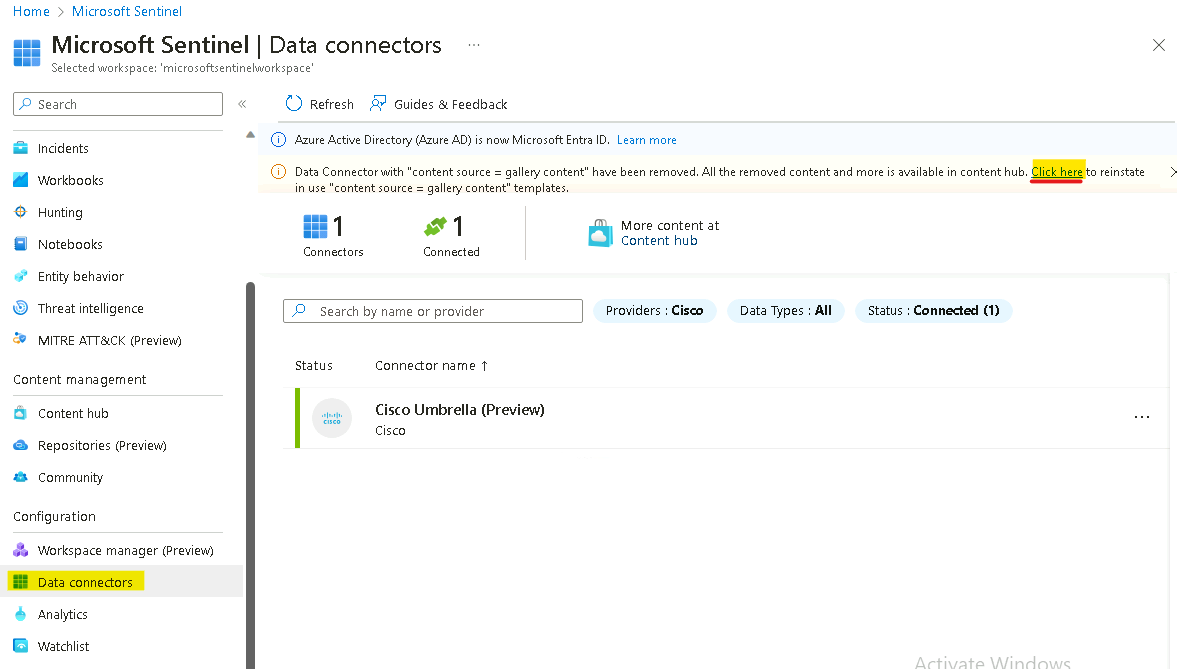 Home > Microsoft Sentinel
Microsoft Sentinel | Data connectors ...
Selected workspace: 'microsoftsentinelworkspace'
Search «
Refresh Guides & Feedback
Incidents
Workbooks
Hunting
Notebooks
Entity behavior
Threat intelligence
MITRE ATT&CK (Preview)
Content management
Content hub
Repositories (Preview)
Community
Configuration
Workspace manager (Preview)
Data connectors
Analytics
Watchlist
Azure Active Directory (Azure AD) is now Microsoft Entra ID. Learn more
Data Connector with "content source = gallery content" have been removed. All the removed content and more is available in content hub. Click here to reinstate
in use "content source = gallery content" templates.
1
Connectors
1
Connected
More content at
Content hub
Search by name or provider
Providers : Cisco
Data Types : All
Status : Connected (1)
Status Connector name ↑
CISCO
Cisco Umbrella (Preview)
Cisco
...
Activate Windows